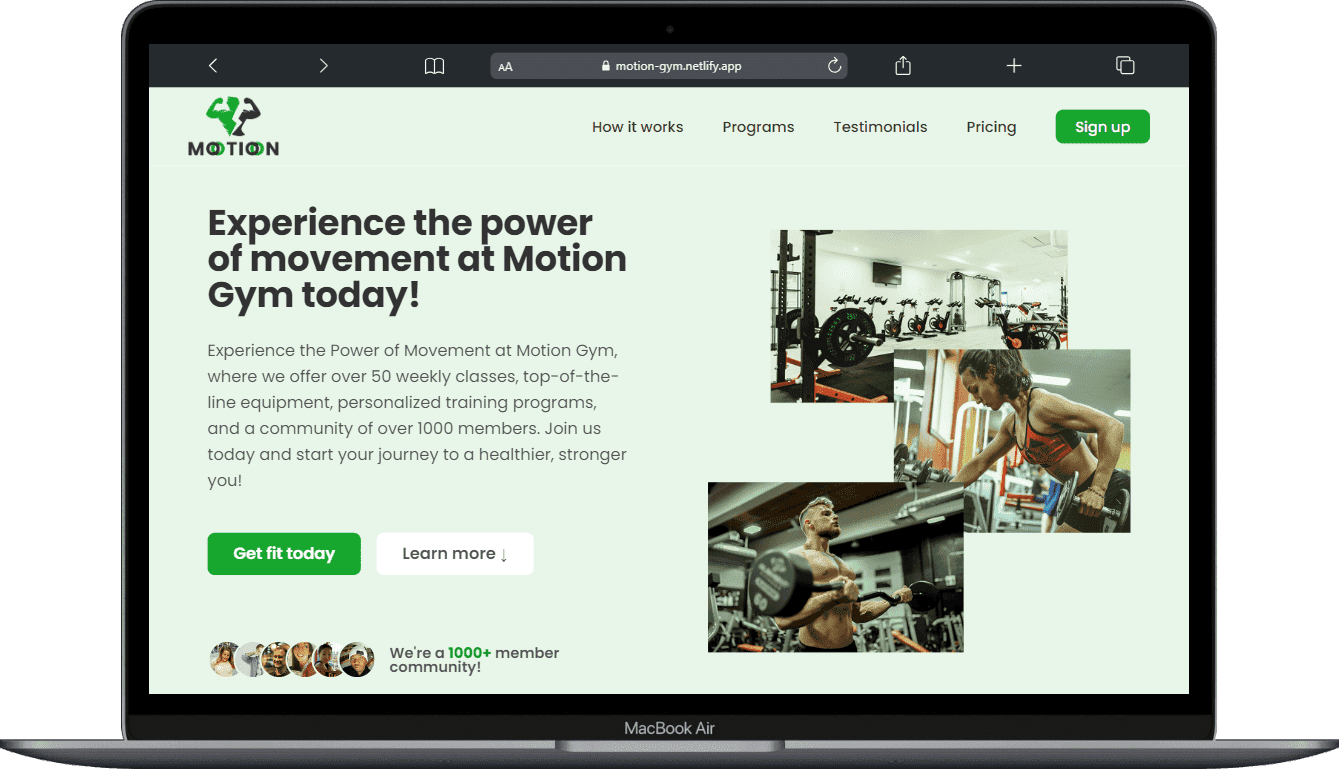 AA motion-gym.netlify.app
MOOTIOON
How it works Programs Testimonials Pricing Sign up
Experience the power
of movement at Motion
Gym today!
Experience the Power of Movement at Motion Gym,
where we offer over 50 weekly classes, top-of-the-
line equipment, personalized training programs,
and a community of over 1000 members. Join us
today and start your journey to a healthier, stronger
you!
Get fit today Learn more ↓
We're a 1000+ member
community!
MacBook Air